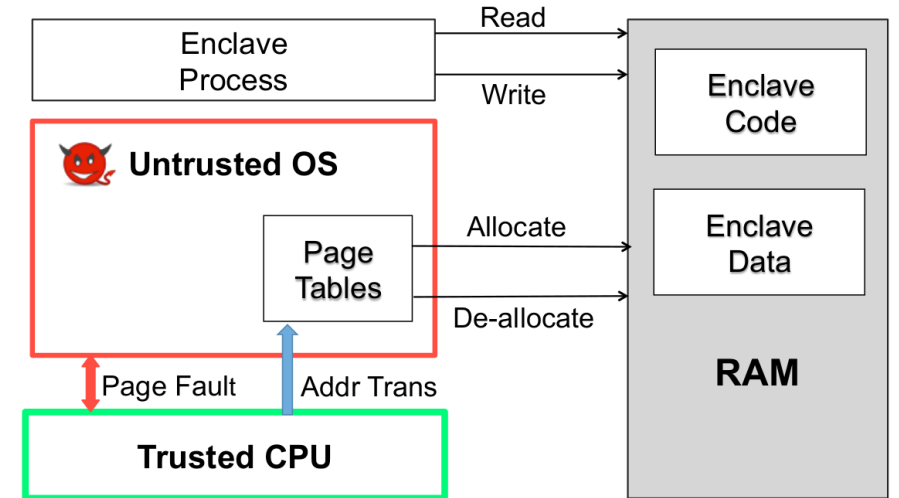 Enclave
Process
Read
Write
Enclave
Code
Untrusted OS
Page
Tables
Allocate
De-allocate
Enclave
Data
RAM
Page Fault
Addr Trans
Trusted CPU